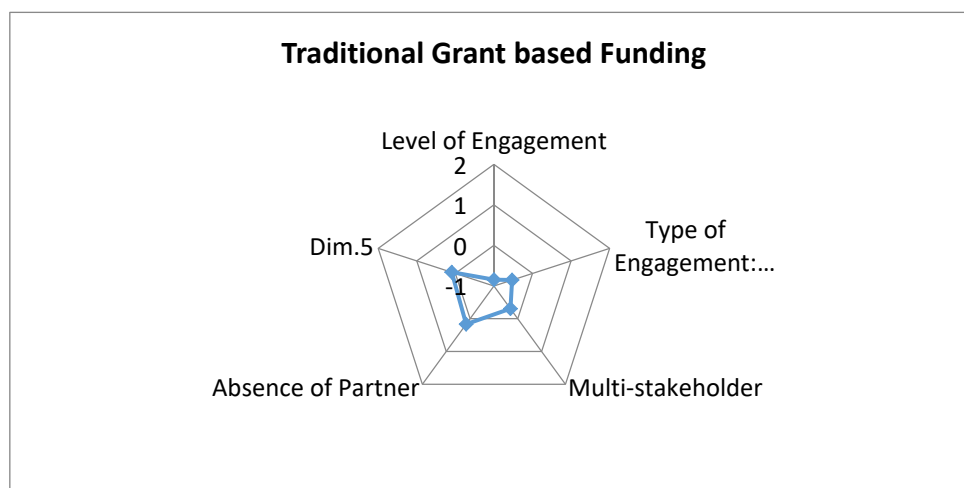 Traditional Grant based Funding
Level of Engagement
2
1
0
-1
Type of
Engagement:...
Multi-stakeholder
Absence of Partner
Dim.5